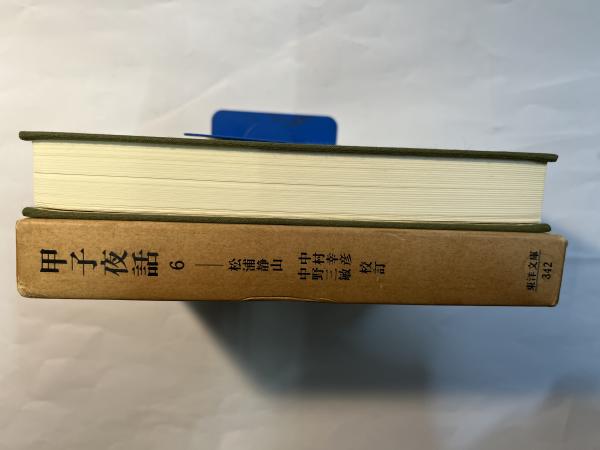 甲子夜話 6
松浦静山
中村幸彦
中野三敏
校訂
東洋文庫
342